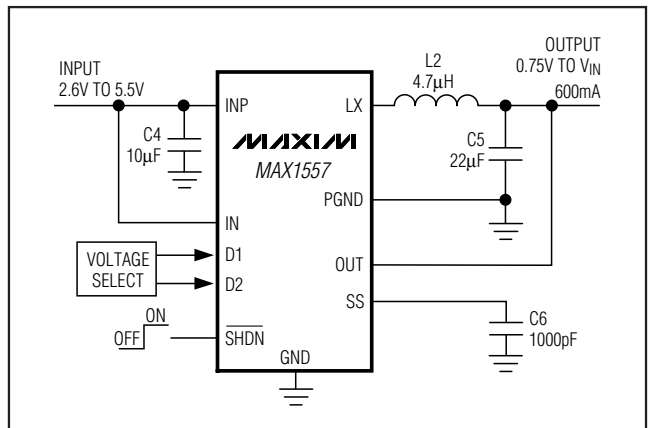 INPUT
2.6V TO 5.5V
C4
10µF
INP
LX
MAXIM
MAX1557
PGND
IN
D1
D2
OUT
SS
SHDN
GND
VOLTAGE
SELECT
ON
OFF
L2
4.7µH
OUTPUT
0.75V TO VIN
600mA
C5
22µF
C6
1000pF